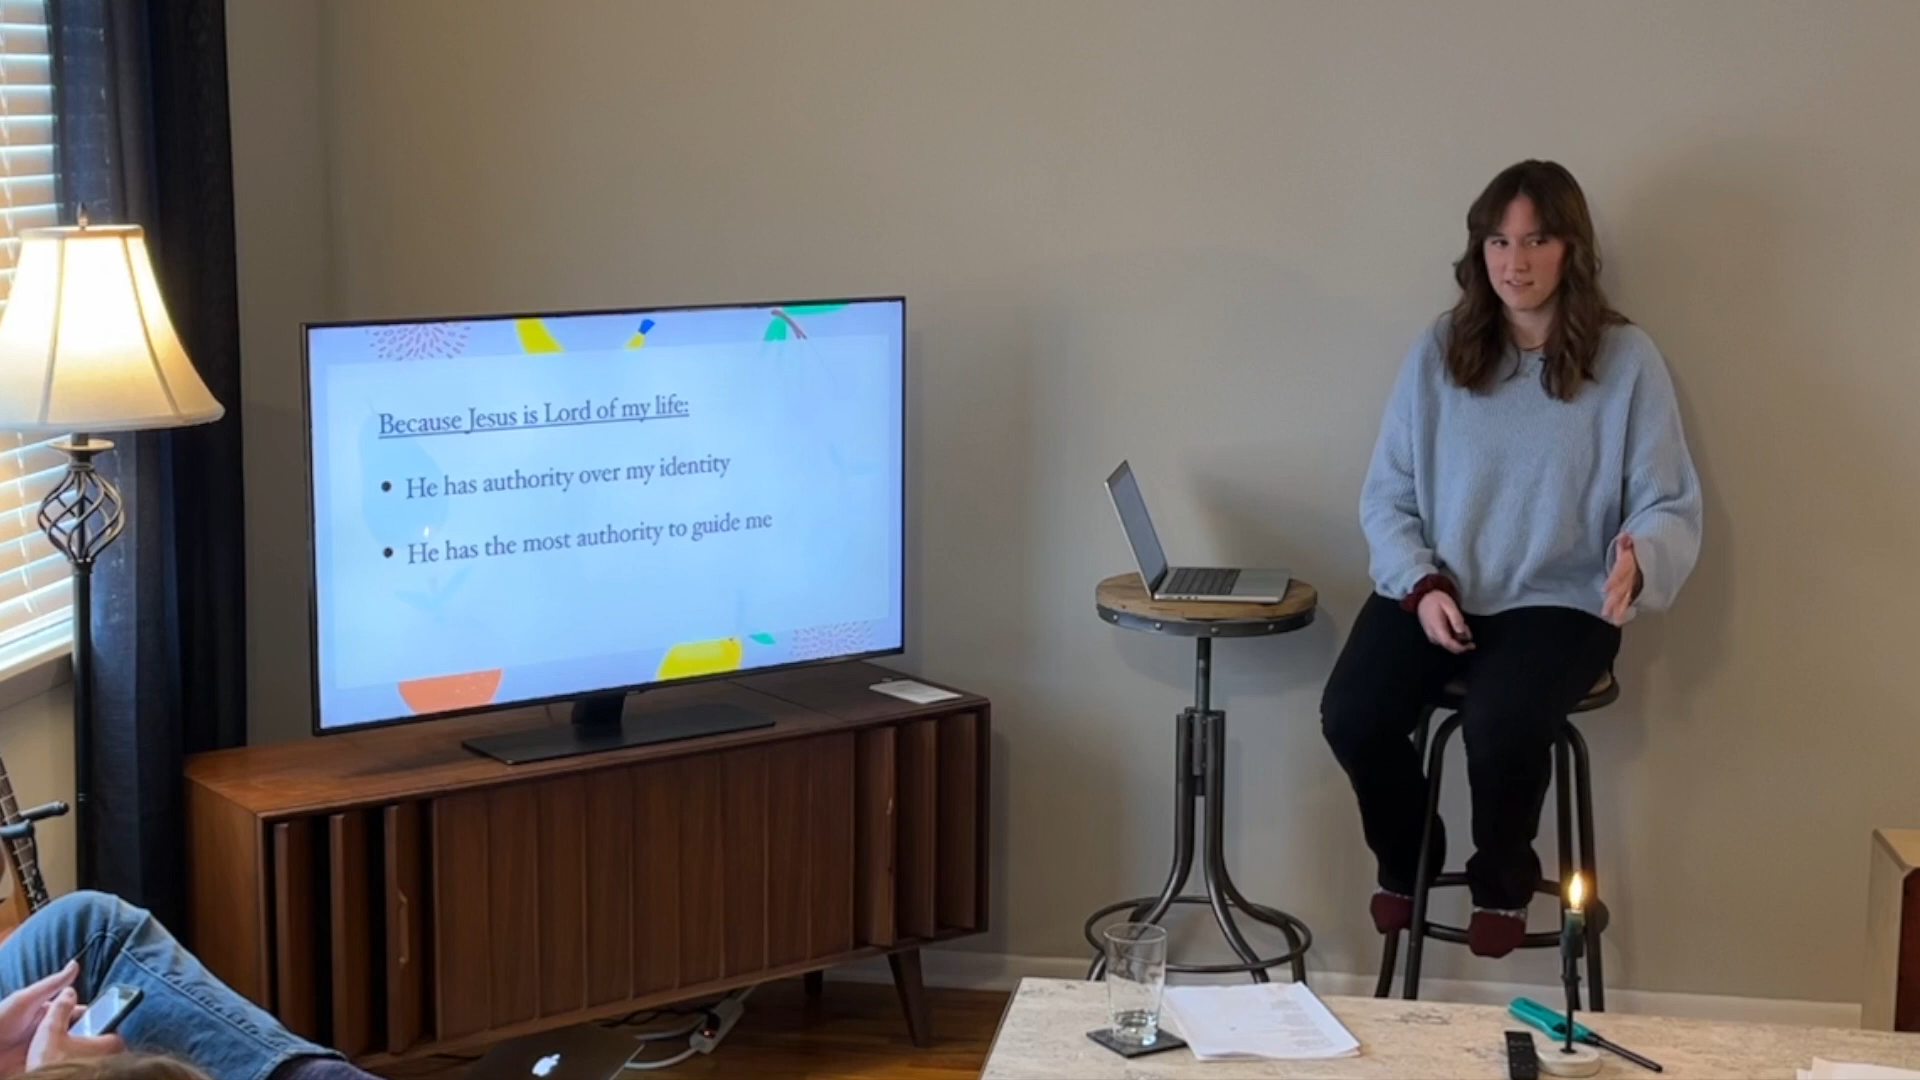 Because Jesus is Lord of my life:
• He has authority over my identity
• He has the most authority to guide me